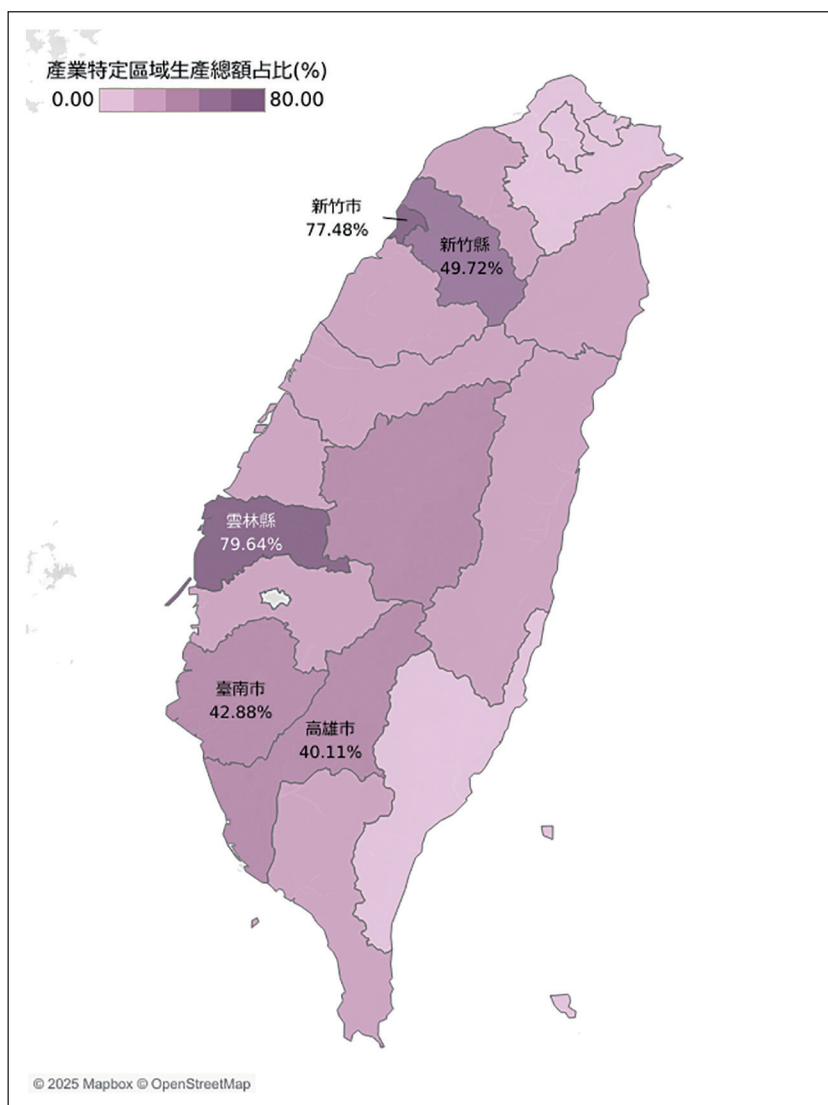 產業特定區域生產總額占比(%)
0.00 80.00
新竹市
77.48%
新竹縣
49.72%
雲林縣
79.64%
臺南市
42.88%
高雄市
40.11%
© 2025 Mapbox © OpenStreetMap